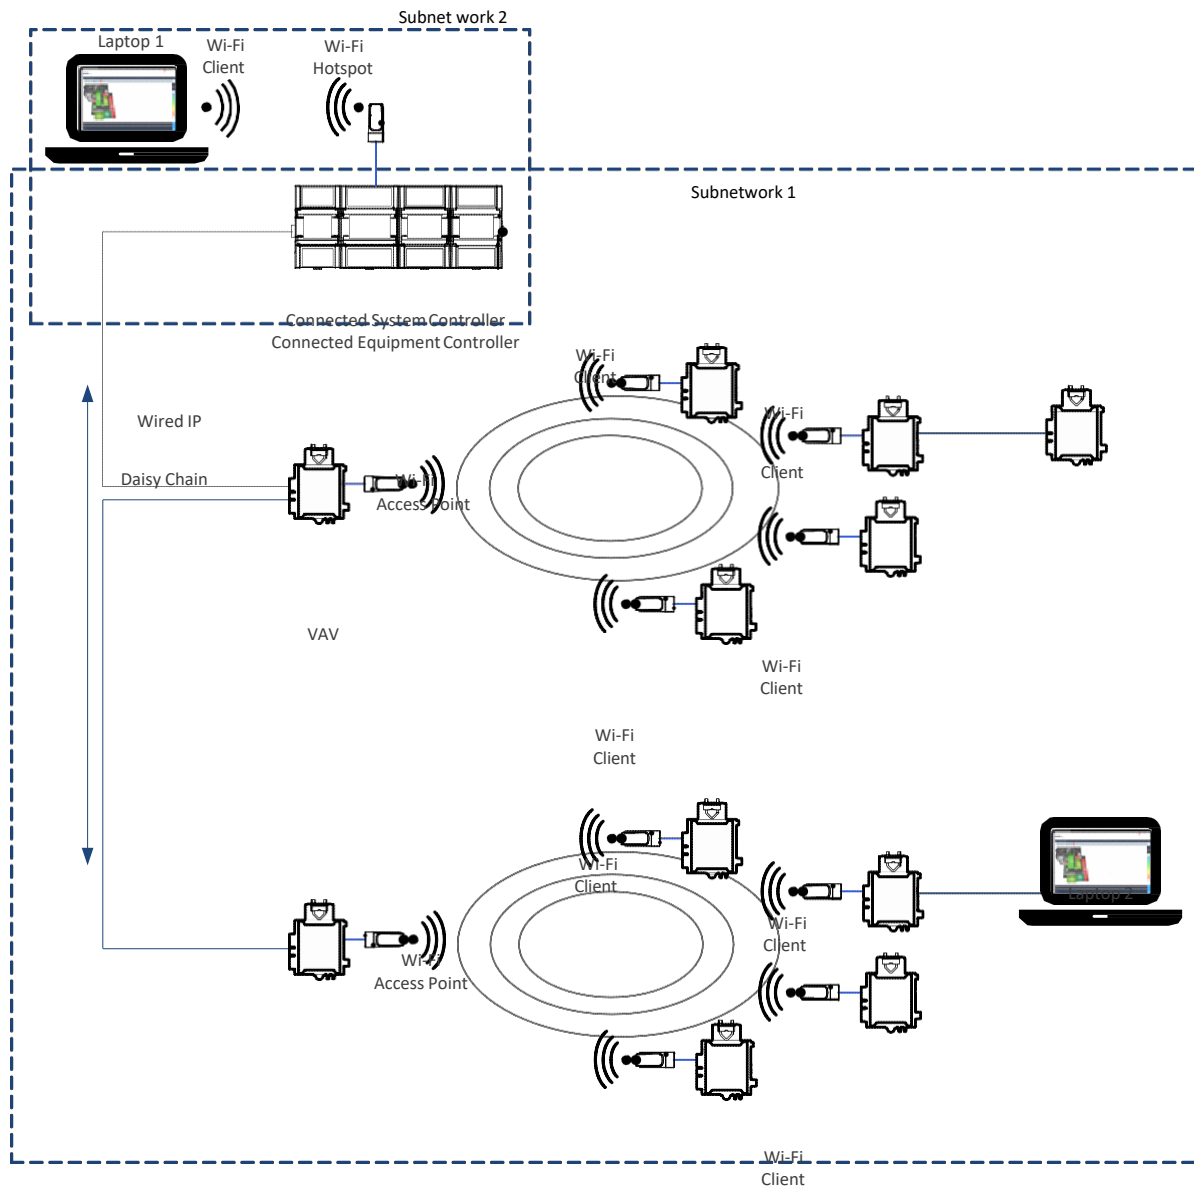 Subnet work 2
Laptop 1
Wi-Fi
Client
Wi-Fi
Hotspot
Subnetwork 1
Connected System Controller
Connected Equipment Controller
Wi-Fi
Client
Wi-Fi
Client
Wired IP
Daisy Chain
Wi-Fi
Access Point
VAV
Wi-Fi
Client
Wi-Fi
Client
Wi-Fi
Client
Laptop 2
Wi-Fi
Client
Wi-Fi
Access Point
Wi-Fi
Client